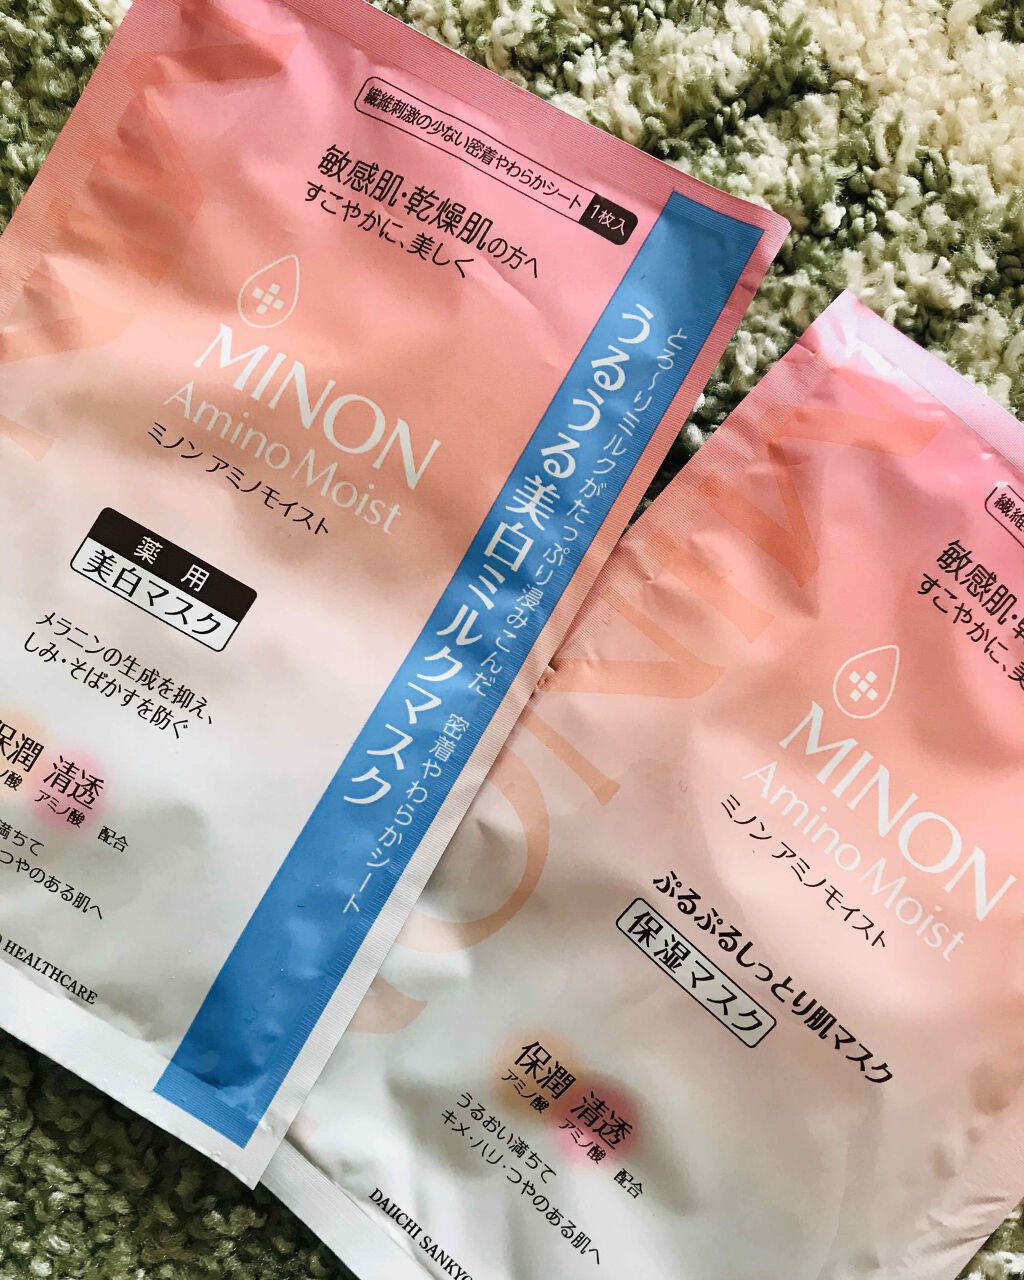 繊維刺激の少ない密着やわらかシート 1枚入
敏感肌・乾燥肌の方へ
すこやかに、美しく
MINON
Amino Moist
ミノン アミノモイスト
薬用
美白マスク
メラニンの生成を抑え、
しみ・そばかすを防ぐ
保潤 清透
ノ酸 アミノ酸 配合
満ちて
つやのある肌へ
HEALTHCARE
とろ〜りミルクがたっぷり浸みこんだ 密着やわらかシート
うるうる美白ミルクマスク
MINON
繊維
敏感肌・乾
すこやかに、美
MINON
Amino Moist
ミノン アミノモイスト
ぷるぷるしっとり肌マスク
保湿マスク
保潤 清透
アミノ酸 アミノ酸 配合
うるおい満ちて
キメ・ハリ・つやのある肌へ
DAIICHI SANKYO